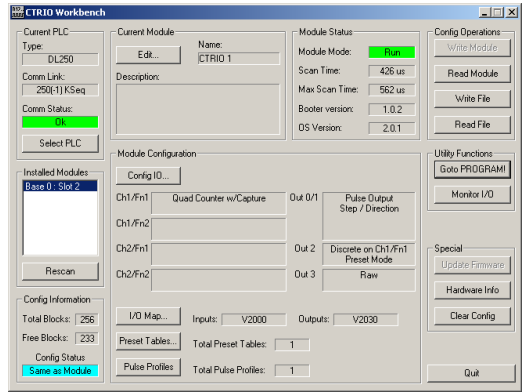 CTRIO Workbench
Current PLC
Type:
DL250
Comm Link:
250(-1) KSeq
Comm Status:
Ok
Select PLC
Current Module
Edit...
Name:
CTRIO 1
Description:
Module Status
Module Mode: Run
Scan Time: 426 us
Max Scan Time: 562 us
Booter version: 1.0.2
OS Version: 2.0.1
Config Operations
Write Module
Read Module
Write File
Read File
Installed Modules
Base 0 : Slot 2
Rescan
Module Configuration
Config IO...
Ch1/Fn1 Quad Counter w/Capture
Ch1/Fn2
Ch2/Fn1
Ch2/Fn2
Out 0/1 Pulse Output
Step / Direction
Out 2 Discrete on Ch1/Fn1
Preset Mode
Out 3 Raw
I/O Map... Inputs: V2000 Outputs: V2030
Preset Tables... Total Preset Tables: 1
Pulse Profiles Total Pulse Profiles: 1
Utility Functions
Goto PROGRAM!
Monitor I/O
Special
Update Firmware
Hardware Info
Clear Config
Config Information
Total Blocks: 256
Free Blocks: 233
Config Status
Same as Module
Quit